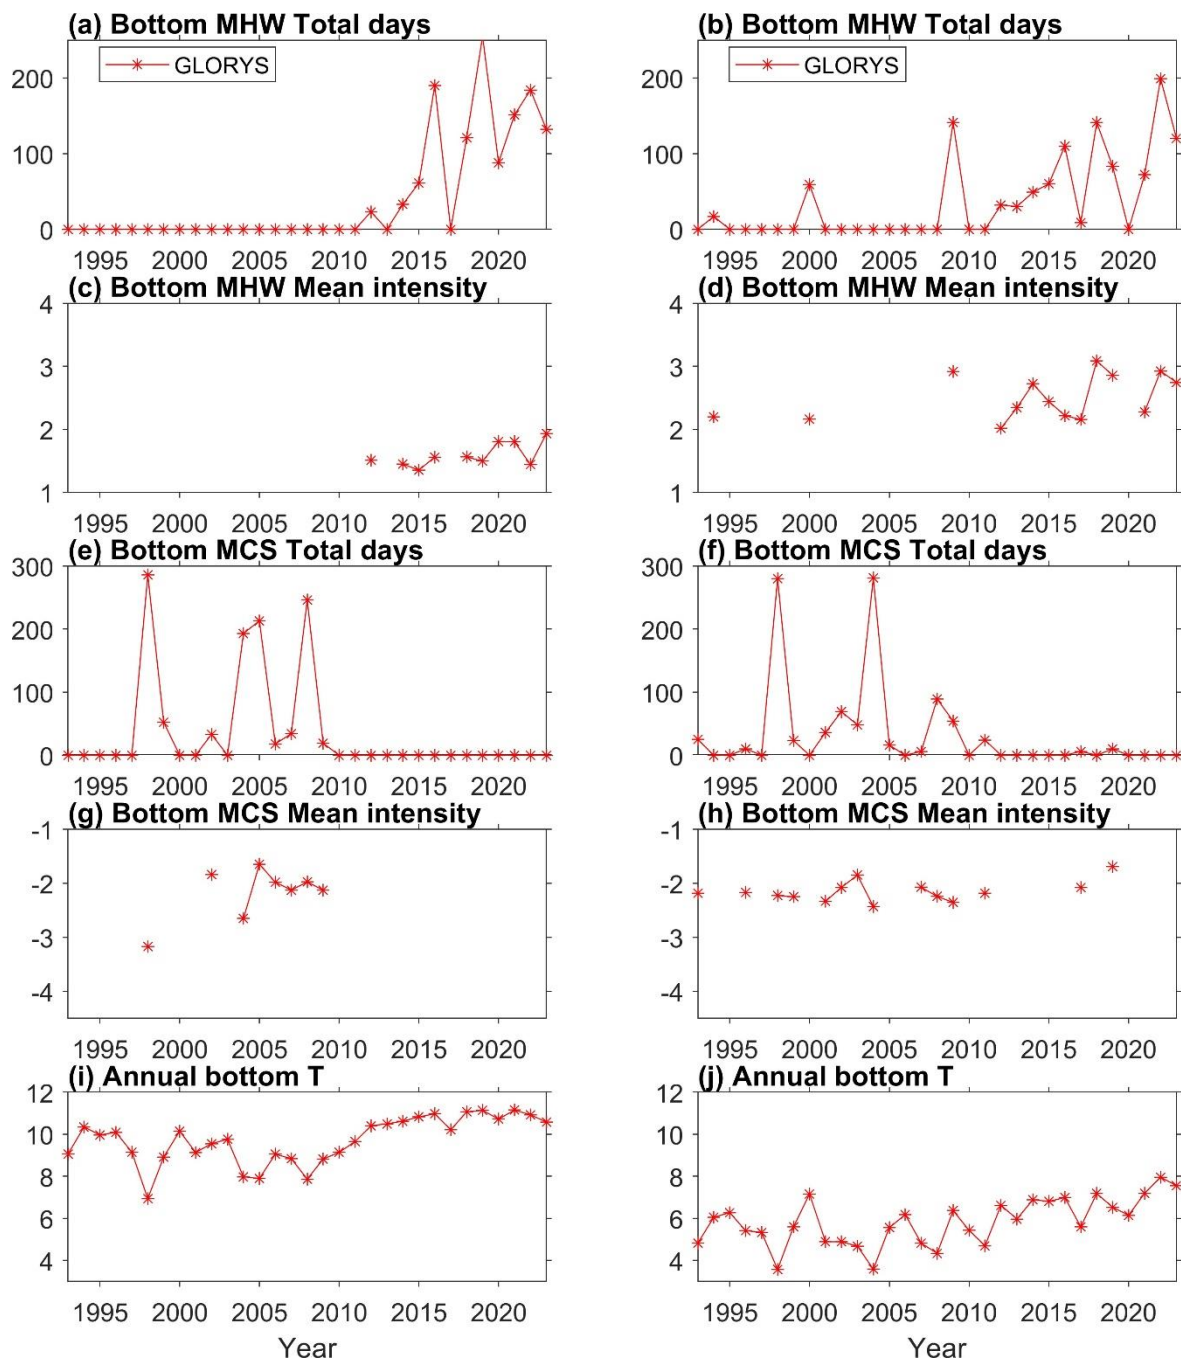 (a) Bottom MHW Total days
GLORYS
200
100
0
1995 2000 2005 2010 2015 2020
(b) Bottom MHW Total days
GLORYS
200
100
0
1995 2000 2005 2010 2015 2020
(c) Bottom MHW Mean intensity
4
3
2
1
1995 2000 2005 2010 2015 2020
(d) Bottom MHW Mean intensity
4
3
2
1
1995 2000 2005 2010 2015 2020
(e) Bottom MCS Total days
300
200
100
0
1995 2000 2005 2010 2015 2020
(f) Bottom MCS Total days
300
200
100
0
1995 2000 2005 2010 2015 2020
(g) Bottom MCS Mean intensity
-1
-2
-3
-4
1995 2000 2005 2010 2015 2020
(h) Bottom MCS Mean intensity
-1
-2
-3
-4
1995 2000 2005 2010 2015 2020
(i) Annual bottom T
12
10
8
6
4
1995 2000 2005 2010 2015 2020
Year
(j) Annual bottom T
12
10
8
6
4
1995 2000 2005 2010 2015 2020
Year